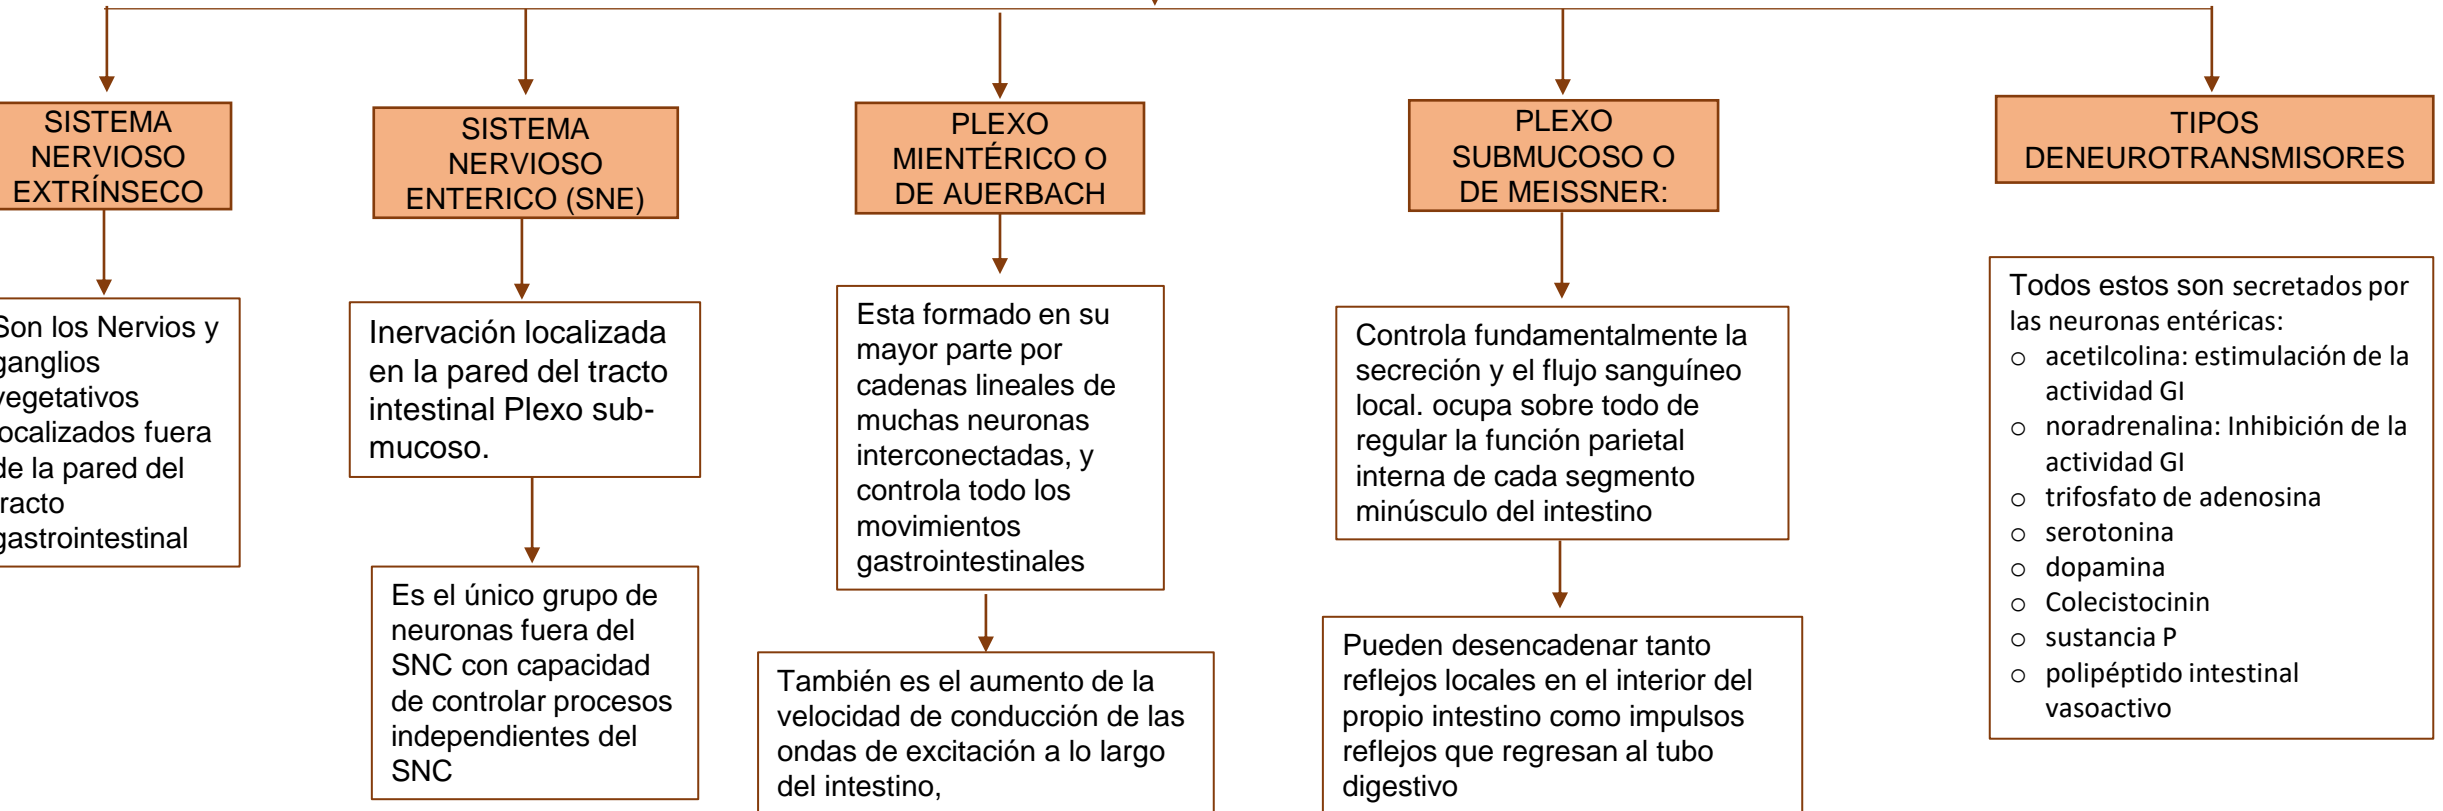 SISTEMA
NERVIOSO
EXTRÍNSECO
Son los Nervios y
ganglios
vegetativos
localizados fuera
de la pared del
tracto
gastrointestinal
SISTEMA
NERVIOSO
ENTERICO (SNE)
Inervación localizada
en la pared del tracto
intestinal Plexo sub-
mucoso.
Es el único grupo de
neuronas fuera del
SNC con capacidad
de controlar procesos
independientes del
SNC
PLEXO
MIENTÉRICO O
DE AUERBACH
Esta formado en su
mayor parte por
cadenas lineales de
muchas neuronas
interconectadas, y
controla todo los
movimientos
gastrointestinales
También es el aumento de la
velocidad de conducción de las
ondas de excitación a lo largo
del intestino,
PLEXO
SUBMUCOSO O
DE MEISSNER:
Controla fundamentalmente la
secreción y el flujo sanguíneo
local. ocupa sobre todo de
regular la función parietal
interna de cada segmento
minúsculo del intestino
Pueden desencadenar tanto
reflejos locales en el interior del
propio intestino como impulsos
reflejos que regresan al tubo
digestivo
TIPOS
DENEUROTRANSMISORES
Todos estos son secretados por
las neuronas entéricas:
o acetilcolina: estimulación de la
actividad GI
o noradrenalina: Inhibición de la
actividad GI
o trifosfato de adenosina
o serotonina
o dopamina
o Colecistocinin
o sustancia P
o polipéptido intestinal
vasoactivo